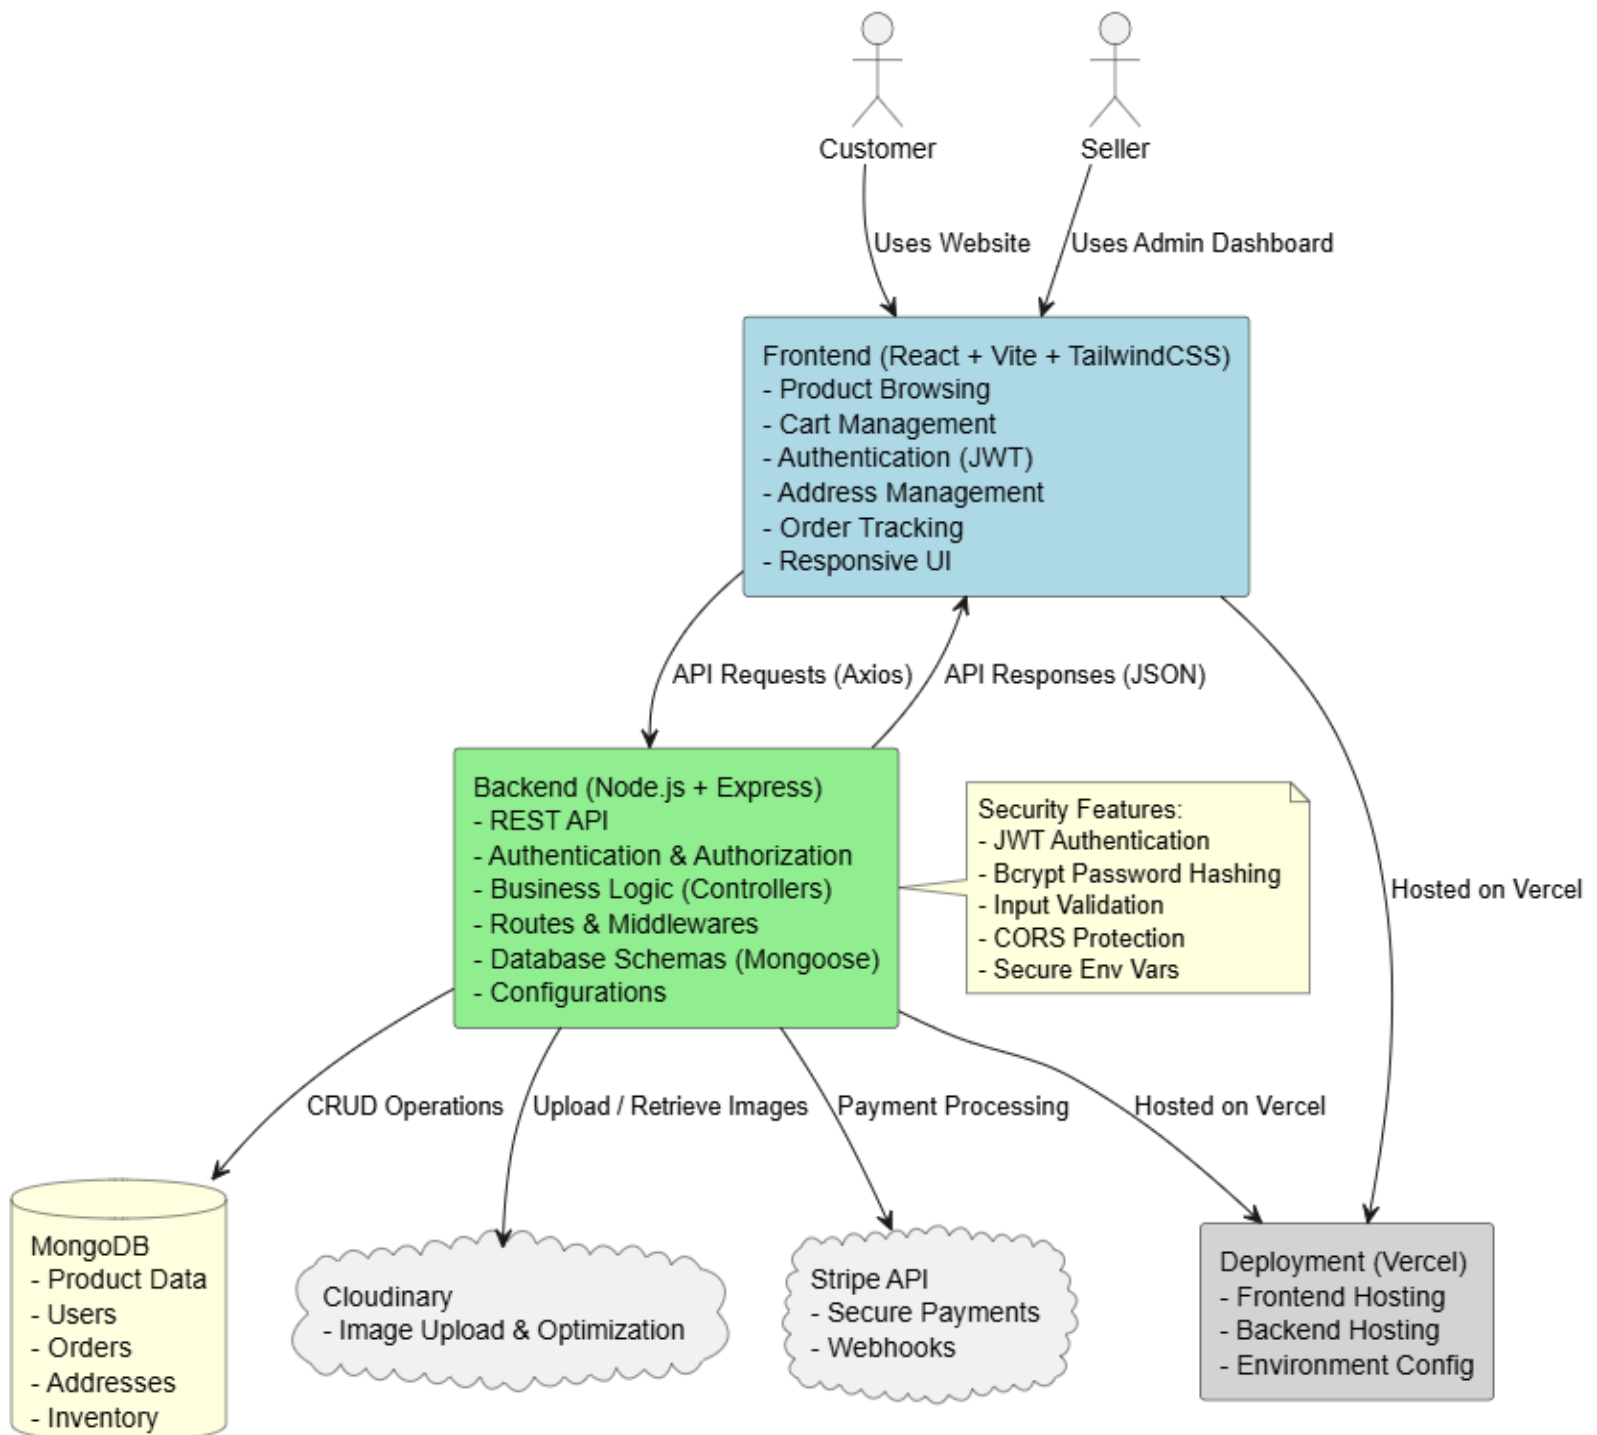 Customer
Seller
Uses Website
Uses Admin Dashboard
Frontend (React + Vite + TailwindCSS)
- Product Browsing
- Cart Management
- Authentication (JWT)
- Address Management
- Order Tracking
- Responsive UI
API Requests (Axios)
API Responses (JSON)
Backend (Node.js + Express)
- REST API
- Authentication & Authorization
- Business Logic (Controllers)
- Routes & Middlewares
- Database Schemas (Mongoose)
- Configurations
Security Features:
- JWT Authentication
- Bcrypt Password Hashing
- Input Validation
- CORS Protection
- Secure Env Vars
Hosted on Vercel
CRUD Operations
Upload / Retrieve Images
Payment Processing
Hosted on Vercel
MongoDB
- Product Data
- Users
- Orders
- Addresses
- Inventory
Cloudinary
- Image Upload & Optimization
Stripe API
- Secure Payments
- Webhooks
Deployment (Vercel)
- Frontend Hosting
- Backend Hosting
- Environment Config